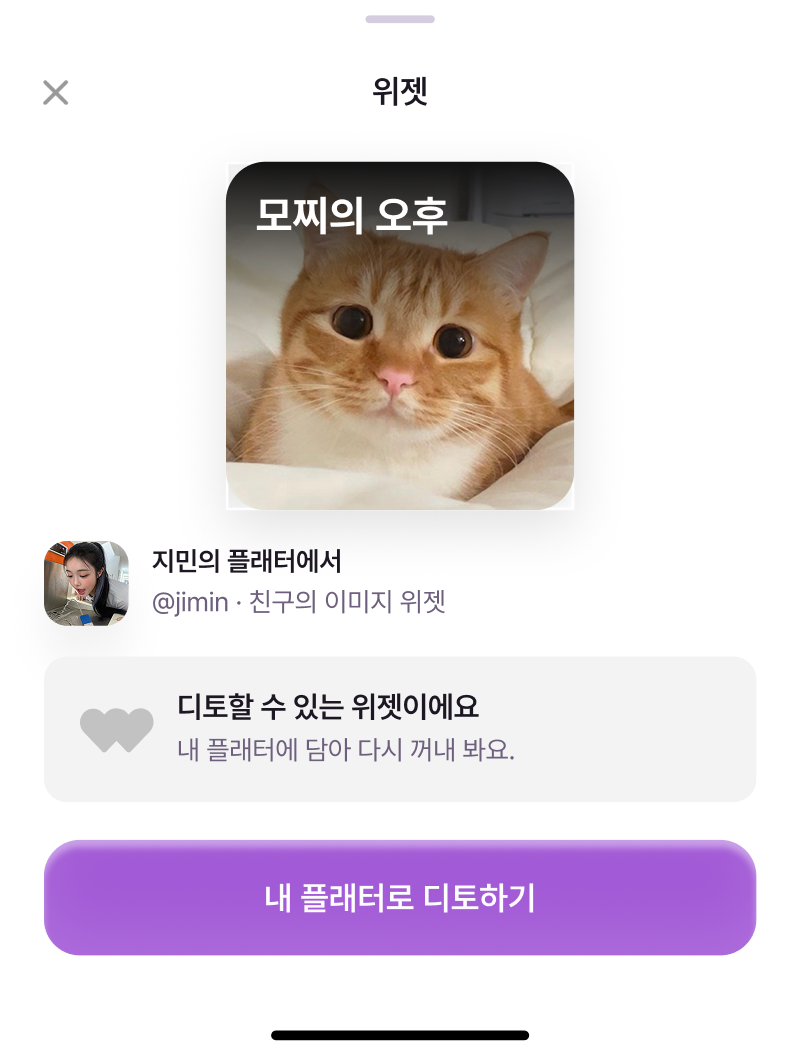 위젯
모찌의 오후
지민의 플래터에서
@jimin · 친구의 이미지 위젯
디토할 수 있는 위젯이에요
내 플래터에 담아 다시 꺼내 봐요.
내 플래터로 디토하기